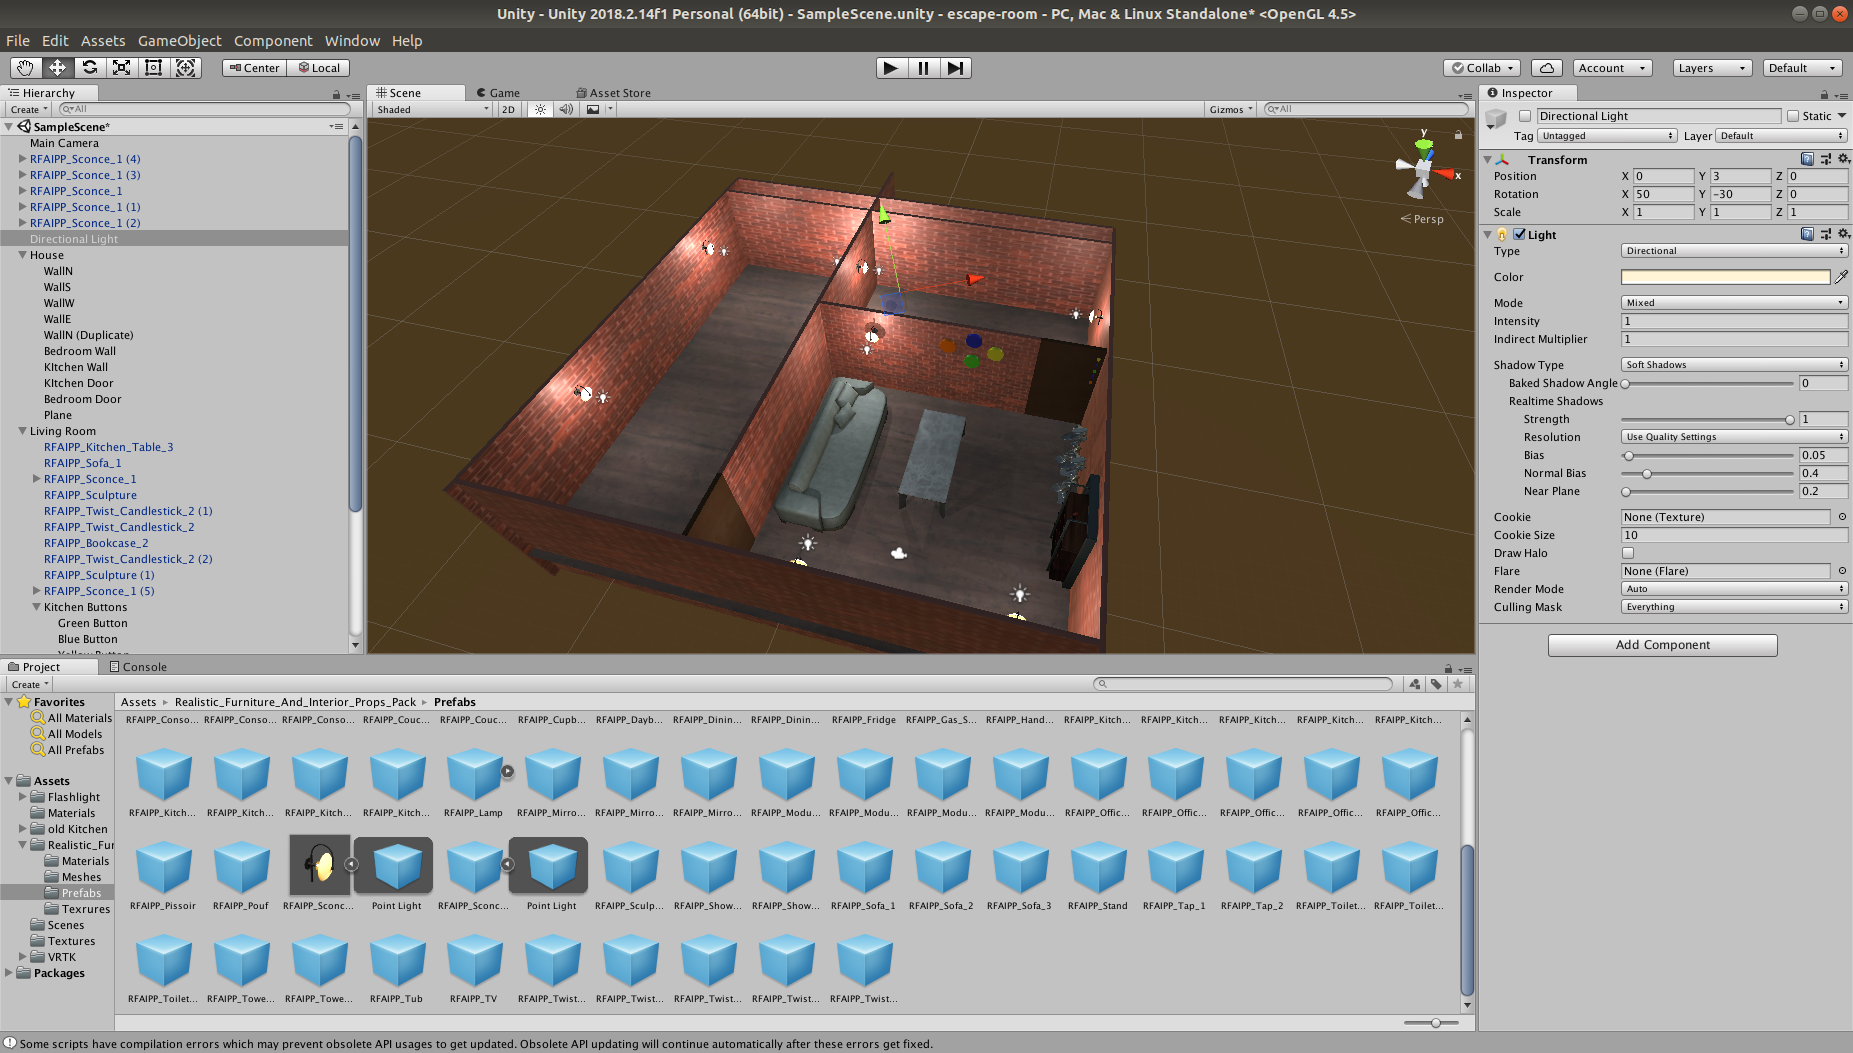 Unity - Unity 2018.2.14f1 Personal (64bit) - SampleScene.unity - escape-room - PC, Mac & Linux Standalone* <OpenGL 4.5>
File Edit Assets GameObject Component Window Help
Center Local
Collab Account Layers Default
Hierarchy
Create All
SampleScene*
Main Camera
RFAIPP_Sconce_1 (4)
RFAIPP_Sconce_1 (3)
RFAIPP_Sconce_1
RFAIPP_Sconce_1 (1)
RFAIPP_Sconce_1 (2)
Directional Light
House
WallN
WallS
WallW
WallE
WallN (Duplicate)
Bedroom Wall
KItchen Wall
KItchen Door
Bedroom Door
Plane
Living Room
RFAIPP_Kitchen_Table_3
RFAIPP_Sofa_1
RFAIPP_Sconce_1
RFAIPP_Sculpture
RFAIPP_Twist_Candlestick_2 (1)
RFAIPP_Twist_Candlestick_2
RFAIPP_Bookcase_2
RFAIPP_Twist_Candlestick_2 (2)
RFAIPP_Sculpture (1)
RFAIPP_Sconce_1 (5)
Kitchen Buttons
Green Button
Blue Button
Scene Game Asset Store
Shaded 2D Gizmos All
y
x
Persp
Inspector
Directional Light Static
Tag Untagged Layer Default
Transform
Position X 0 Y 3 Z 0
Rotation X 50 Y -30 Z 0
Scale X 1 Y 1 Z 1
Light
Type Directional
Color
Mode Mixed
Intensity 1
Indirect Multiplier 1
Shadow Type Soft Shadows
Baked Shadow Angle 0
Realtime Shadows
Strength 1
Resolution Use Quality Settings
Bias 0.05
Normal Bias 0.4
Near Plane 0.2
Cookie None (Texture)
Cookie Size 10
Draw Halo
Flare None (Flare)
Render Mode Auto
Culling Mask Everything
Add Component
Project Console
Create
Favorites
All Materials
All Models
All Prefabs
Assets
Flashlight
Materials
old Kitchen
Realistic_Fur
Materials
Meshes
Prefabs
Texrures
Scenes
Textures
VRTK
Packages
Assets Realistic_Furniture_And_Interior_Props_Pack Prefabs
RFAIPP_Conso... RFAIPP_Conso... RFAIPP_Conso... RFAIPP_Couc... RFAIPP_Couc... RFAIPP_Cupb... RFAIPP_Dayb... RFAIPP_Dinin... RFAIPP_Dinin... RFAIPP_Fridge RFAIPP_Gas_S... RFAIPP_Hand... RFAIPP_Kitch... RFAIPP_Kitch... RFAIPP_Kitch... RFAIPP_Kitch... RFAIPP_Kitch...
RFAIPP_Kitch... RFAIPP_Kitch... RFAIPP_Kitch... RFAIPP_Kitch... RFAIPP_Lamp RFAIPP_Mirro... RFAIPP_Mirro... RFAIPP_Mirro... RFAIPP_Modu... RFAIPP_Modu... RFAIPP_Modu... RFAIPP_Modu... RFAIPP_Offic... RFAIPP_Offic... RFAIPP_Offic... RFAIPP_Offic... RFAIPP_Offic...
RFAIPP_Pissoir RFAIPP_Pouf RFAIPP_Sconc... Point Light RFAIPP_Sconc... Point Light RFAIPP_Sculp... RFAIPP_Show... RFAIPP_Show... RFAIPP_Sofa_1 RFAIPP_Sofa_2 RFAIPP_Sofa_3 RFAIPP_Stand RFAIPP_Tap_1 RFAIPP_Tap_2 RFAIPP_Toilet... RFAIPP_Toilet...
RFAIPP_Toilet... RFAIPP_Towe... RFAIPP_Towe... RFAIPP_Tub RFAIPP_TV RFAIPP_Twist... RFAIPP_Twist... RFAIPP_Twist... RFAIPP_Twist... RFAIPP_Twist...
Some scripts have compilation errors which may prevent obsolete API usages to get updated. Obsolete API updating will continue automatically after these errors get fixed.